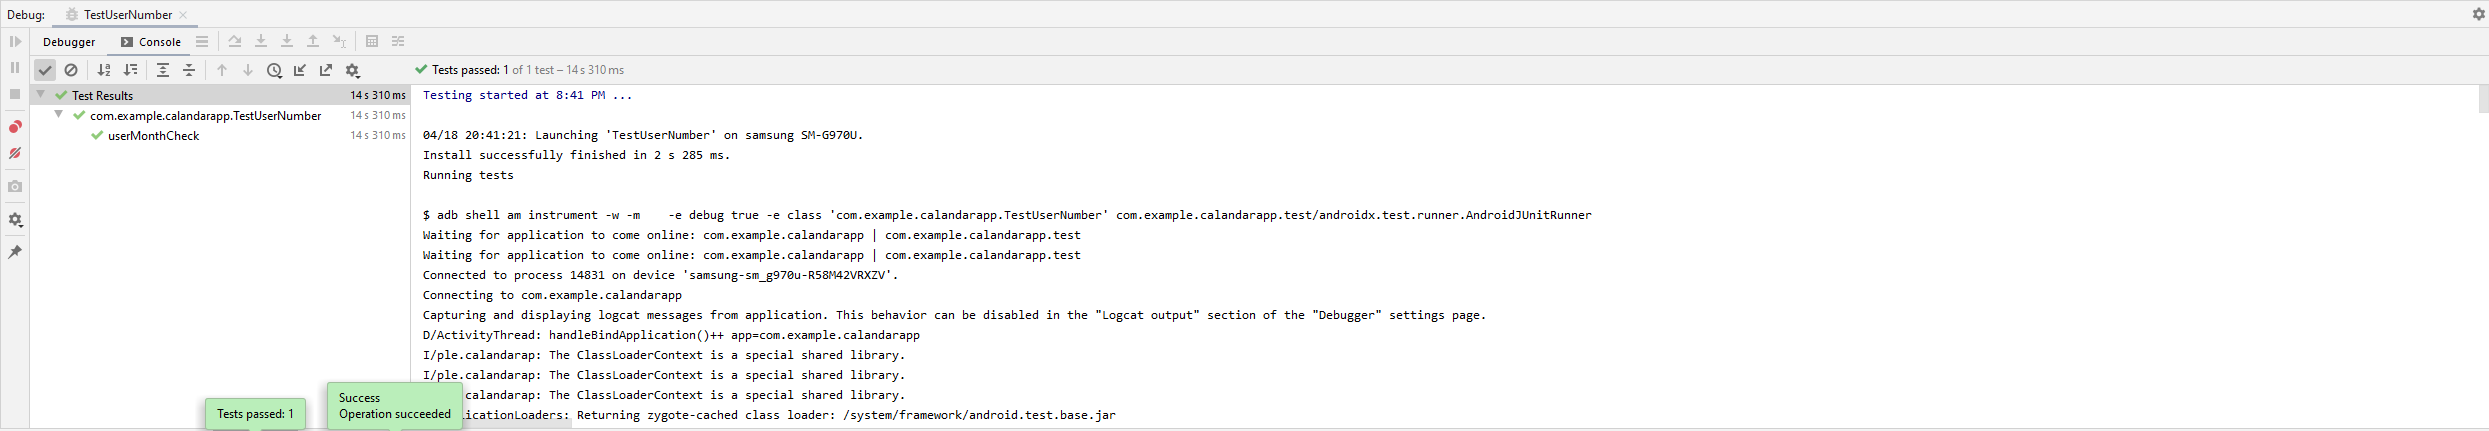 Debug: TestUserNumber
Debugger Console
Tests passed: 1 of 1 test – 14 s 310 ms
Test Results 14 s 310 ms
com.example.calandarapp.TestUserNumber 14 s 310 ms
userMonthCheck 14 s 310 ms
Testing started at 8:41 PM ...
04/18 20:41:21: Launching 'TestUserNumber' on samsung SM-G970U.
Install successfully finished in 2 s 285 ms.
Running tests
$ adb shell am instrument -w -m    -e debug true -e class 'com.example.calandarapp.TestUserNumber' com.example.calandarapp.test/androidx.test.runner.AndroidJUnitRunner
Waiting for application to come online: com.example.calandarapp | com.example.calandarapp.test
Waiting for application to come online: com.example.calandarapp | com.example.calandarapp.test
Connected to process 14831 on device 'samsung-sm_g970u-R58M42VRXZV'.
Connecting to com.example.calandarapp
Capturing and displaying logcat messages from application. This behavior can be disabled in the "Logcat output" section of the "Debugger" settings page.
D/ActivityThread: handleBindApplication()++ app=com.example.calandarapp
I/ple.calandarap: The ClassLoaderContext is a special shared library.
I/ple.calandarap: The ClassLoaderContext is a special shared library.
.calandarap: The ClassLoaderContext is a special shared library.
licationLoaders: Returning zygote-cached class loader: /system/framework/android.test.base.jar
Tests passed: 1
Success
Operation succeeded